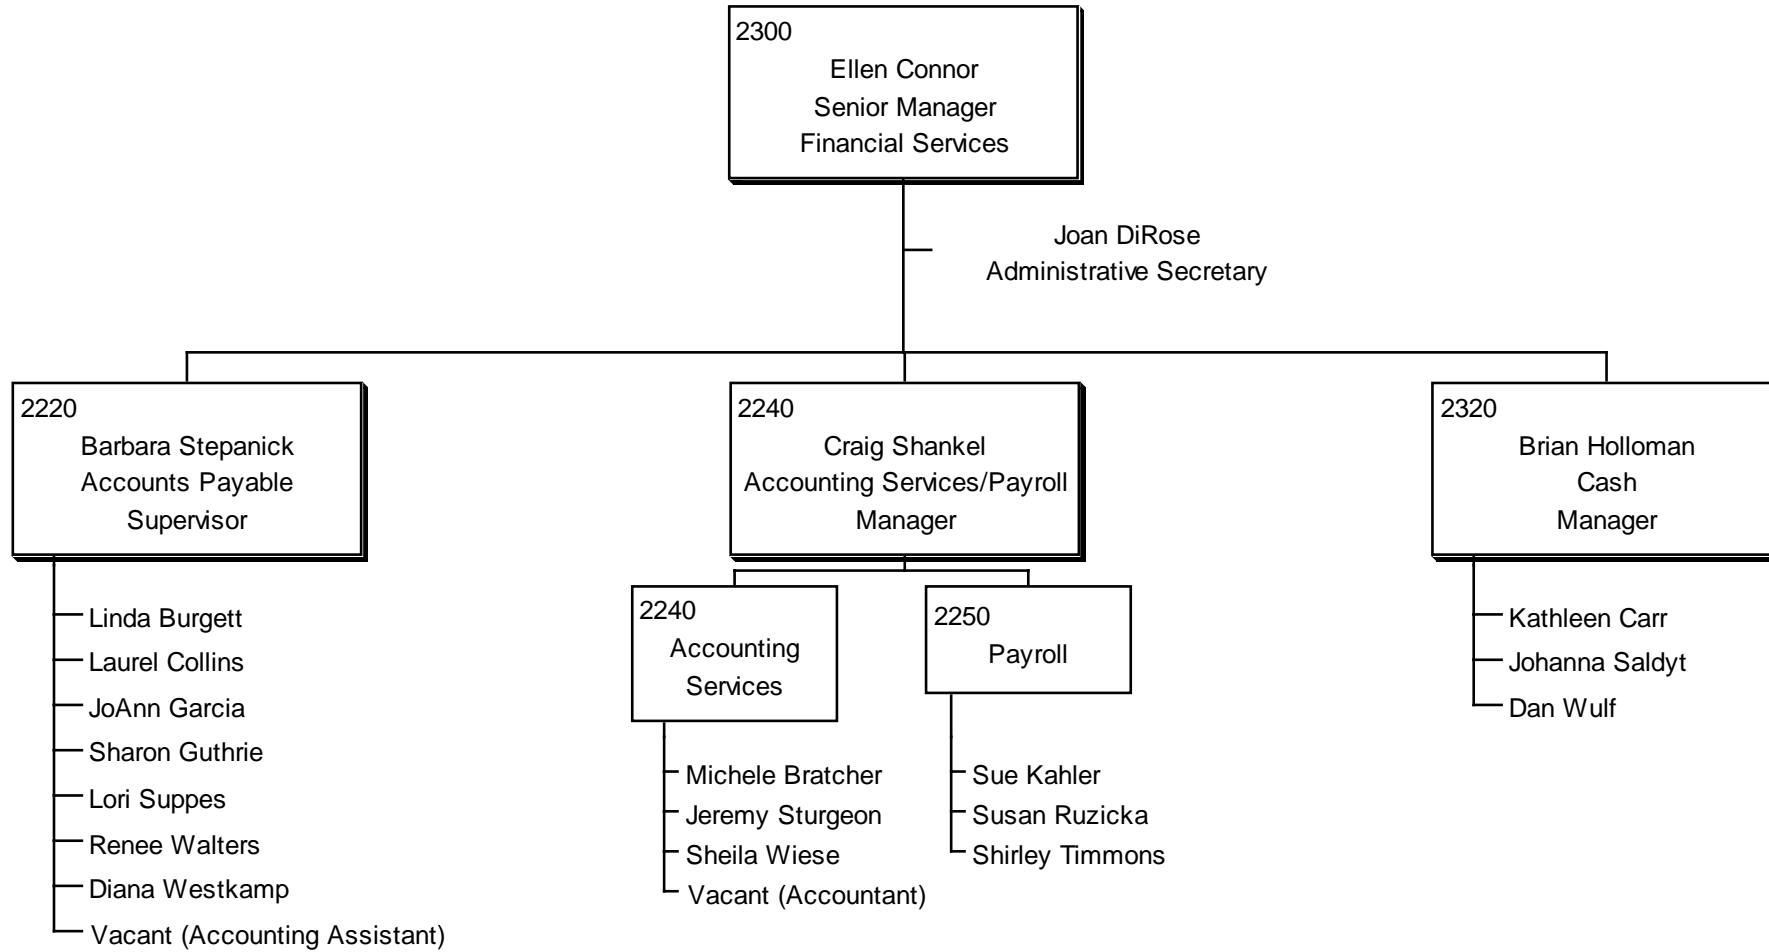 2300
Ellen Connor
Senior Manager
Financial Services
Joan DiRose
Administrative Secretary
2220
Barbara Stepanick
Accounts Payable
Supervisor
2240
Craig Shankel
Accounting Services/Payroll
Manager
2320
Brian Holloman
Cash
Manager
Linda Burgett
Laurel Collins
JoAnn Garcia
Sharon Guthrie
Lori Suppes
Renee Walters
Diana Westkamp
Vacant (Accounting Assistant)
2240
Accounting
Services
Michele Bratcher
Jeremy Sturgeon
Sheila Wiese
Vacant (Accountant)
2250
Payroll
Sue Kahler
Susan Ruzicka
Shirley Timmons
Kathleen Carr
Johanna Saldyt
Dan Wulf